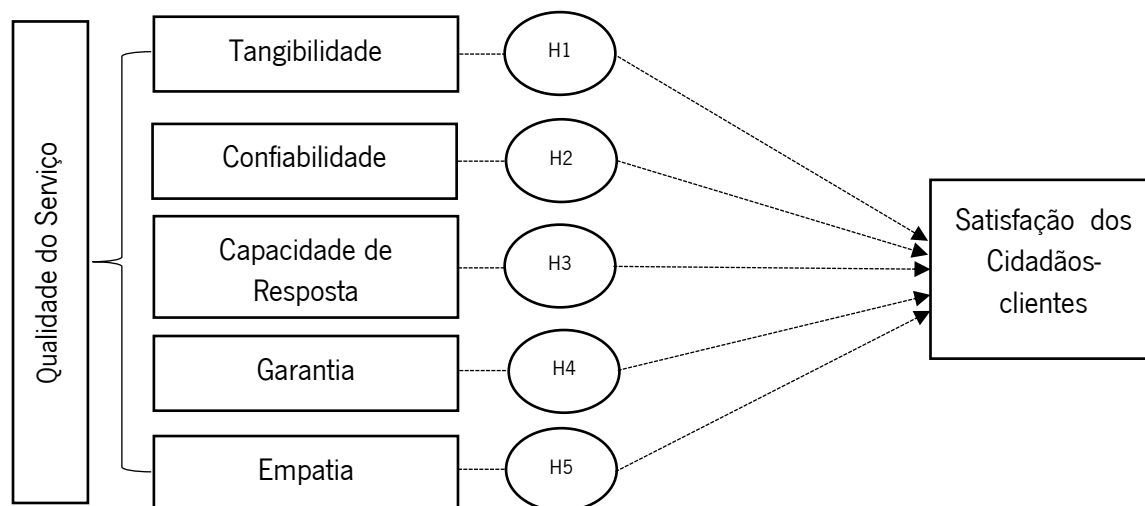 Qualidade do Serviço
Tangibilidade
H1
Confiabilidade
H2
Capacidade de
Resposta
H3
Garantia
H4
Empatia
H5
Satisfação dos
Cidadãos-
clientes